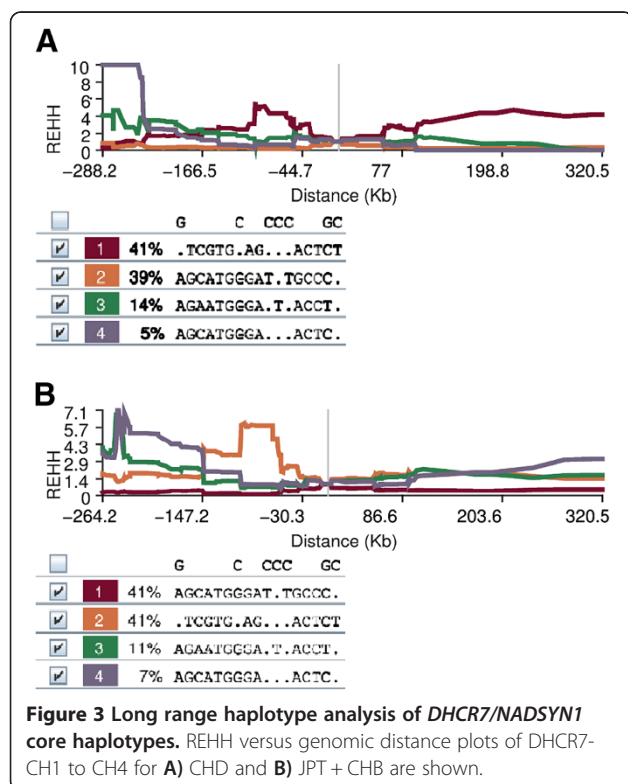 A
REHH
10
8
6
4
2
0
−288.2 −166.5 −44.7 77 198.8 320.5
Distance (Kb)
G C CCC GC
1 41% .TCGTG.AG...ACTCT
2 39% AGCATGGGAT.TGCCC.
3 14% AGAATGGGA.T.ACCT.
4 5% AGCATGGGA...ACTC.
B
REHH
7.1
5.7
4.3
2.9
1.4
0
−264.2 −147.2 −30.3 86.6 203.6 320.5
Distance (Kb)
G C CCC GC
1 41% AGCATGGGAT.TGCCC.
2 41% .TCGTG.AG...ACTCT
3 11% AGAATGGGA.T.ACCT.
4 7% AGCATGGGA...ACTC.
Figure 3 Long range haplotype analysis of DHCR7/NADSYN1
core haplotypes. REHH versus genomic distance plots of DHCR7-
CH1 to CH4 for A) CHD and B) JPT + CHB are shown.